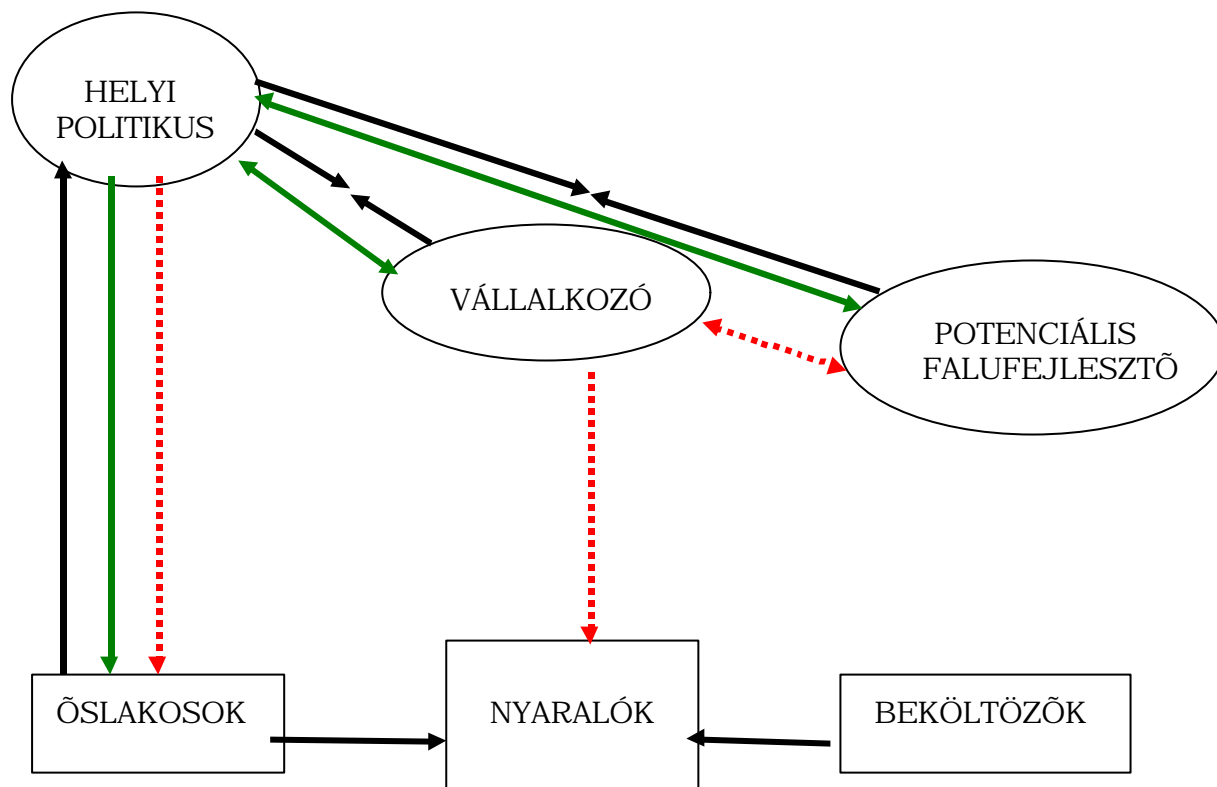 HELYI
POLITIKUS
VÁLLALKOZÓ
POTENCIÁLIS
FALUFEJLESZTÕ
ÕSLAKOSOK
NYARALÓK
BEKÖLTÖZÕK